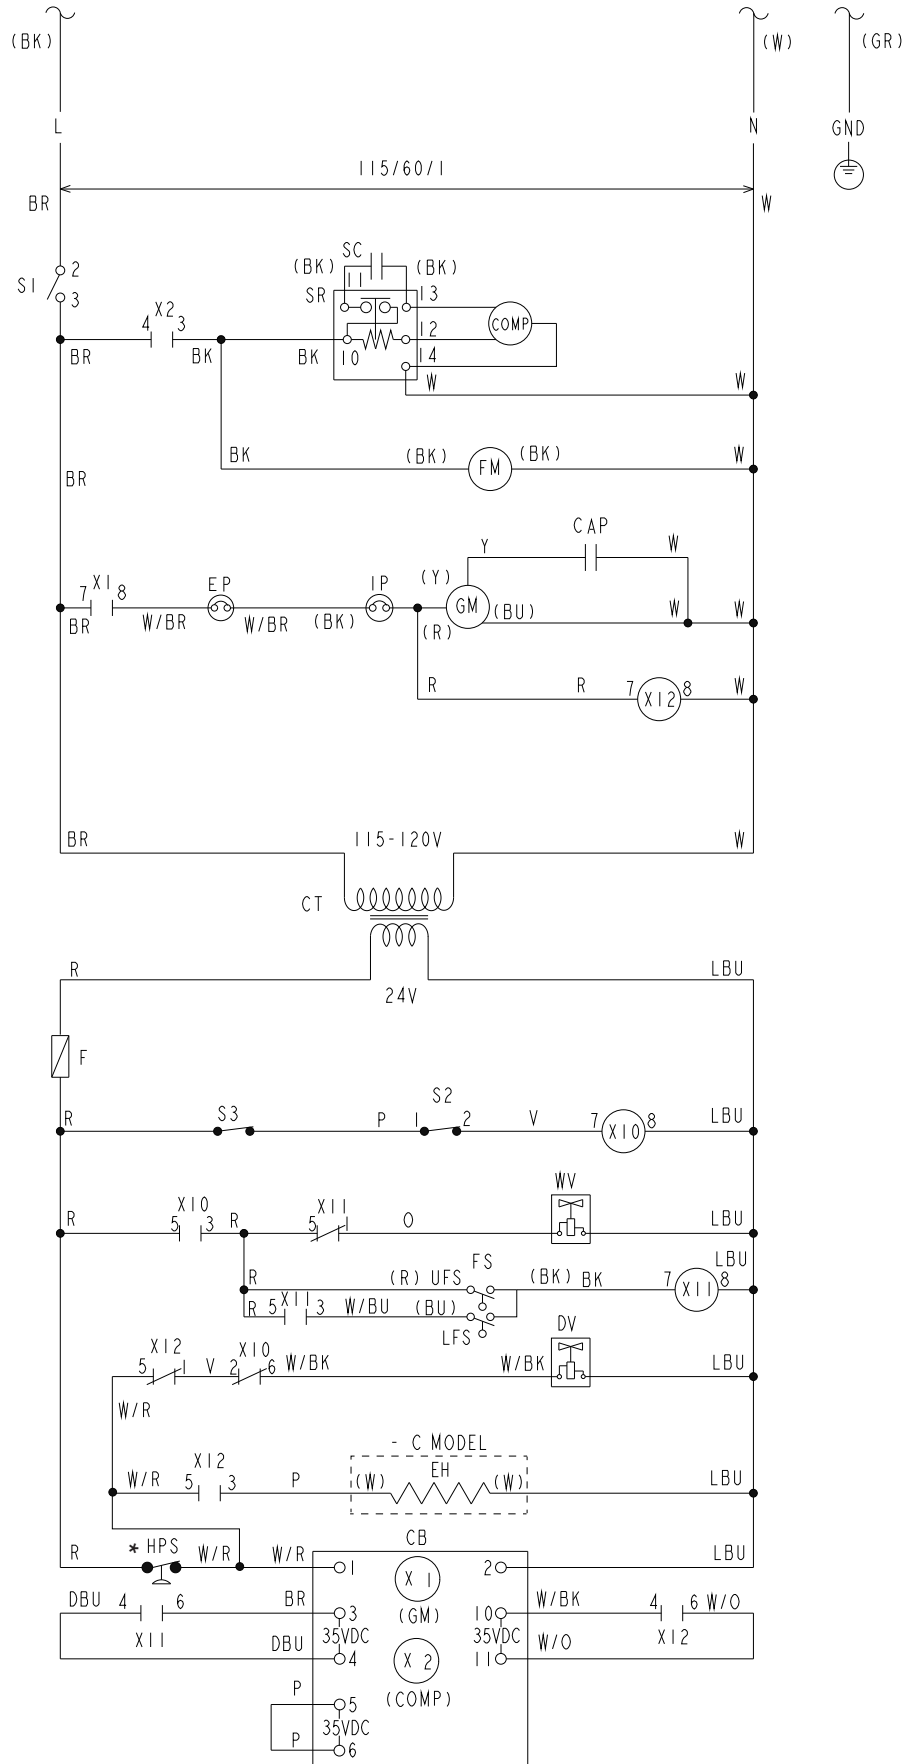 (BK) (W) (GR)
L N GND
115/60/1
BR W
SC
(BK) (BK)
2 11
S1 SR 13
3
X2 COMP
4 3 12
BR BK BK 10 14
W W
BK (BK) (BK) W
FM
BR
CAP
Y W
X1 EP IP (Y)
7 8 GM (BU) W W
BR W/BR W/BR (BK) (R)
R R 7 8 W
X12
BR 115-120V W
CT
R LBU
24V
F
S2
R S3 P 1 2 V 7 8 LBU
X10
WV
X10 X11
R 5 3 R 5 1 O LBU
FS LBU
R (R) UFS (BK) BK 7 8
X11 X11
R 5 3 W/BU (BU)
LFS DV
X12 X10
5 1 V 2 6 W/BK W/BK LBU
W/R
- C MODEL
X12 EH
W/R 5 3 P (W) (W) LBU
CB
* HPS
R W/R W/R 1 2 LBU
X 1
DBU 4 6 BR (GM) W/BK 4 6 W/O
3 10
X11 35VDC 35VDC X12
DBU 4 X 2 11 W/O
(COMP)
P 5
35VDC
P 6